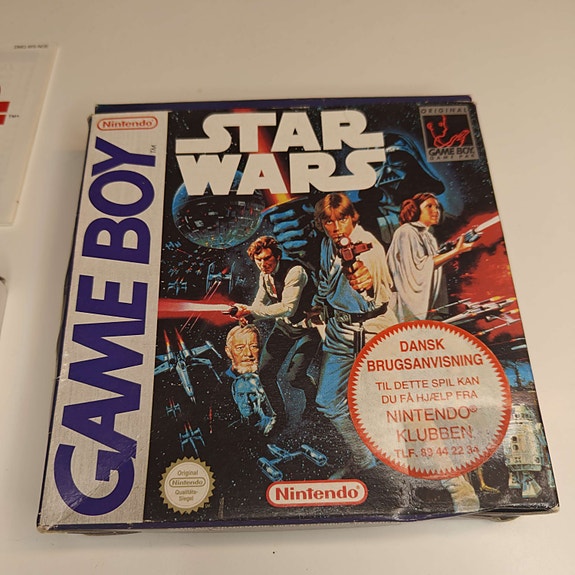 Nintendo
GAME BOY
TM
STAR
WARS
ORIGINAL
GAME BOY
GAME PAK
DANSK
BRUGSANVISNING
TIL DETTE SPIL KAN
DU FÅ HJÆLP FRA
NINTENDO®
KLUBBEN
TLF. 89 44 22 34
Original
Nintendo
Qualitäts-
Siegel
Nintendo